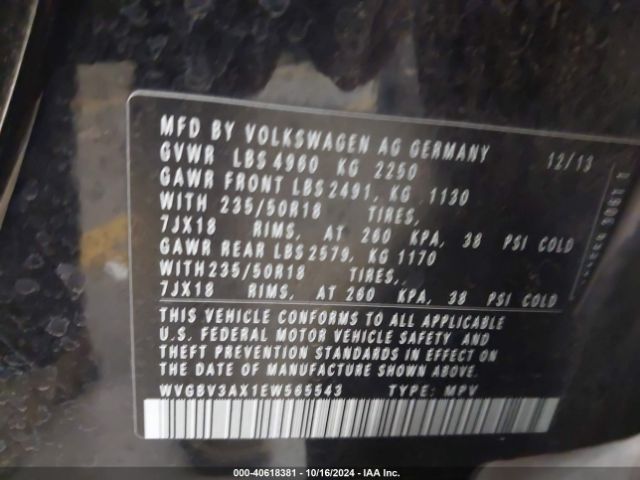 MFD BY VOLKSWAGEN AG GERMANY 12/13
GVWR LBS 4960 KG 2250
GAWR FRONT LBS 2491, KG 1130
WITH 235/50R18 TIRES,
7JX18 RIMS, AT 260 KPA, 38 PSI COLD
GAWR REAR LBS 2579, KG 1170
WITH 235/50R18 TIRES,
7JX18 RIMS, AT 260 KPA, 38 PSI COLD
THIS VEHICLE CONFORMS TO ALL APPLICABLE
U.S. FEDERAL MOTOR VEHICLE SAFETY AND
THEFT PROTECTION STANDARDS IN EFFECT ON
THE DATE OF MANUFACTURE SHOWN ABOVE.
WVGBV3AX1EW565543 TYPE: MPV
000-40618381 - 10/16/2024 - IAA Inc.